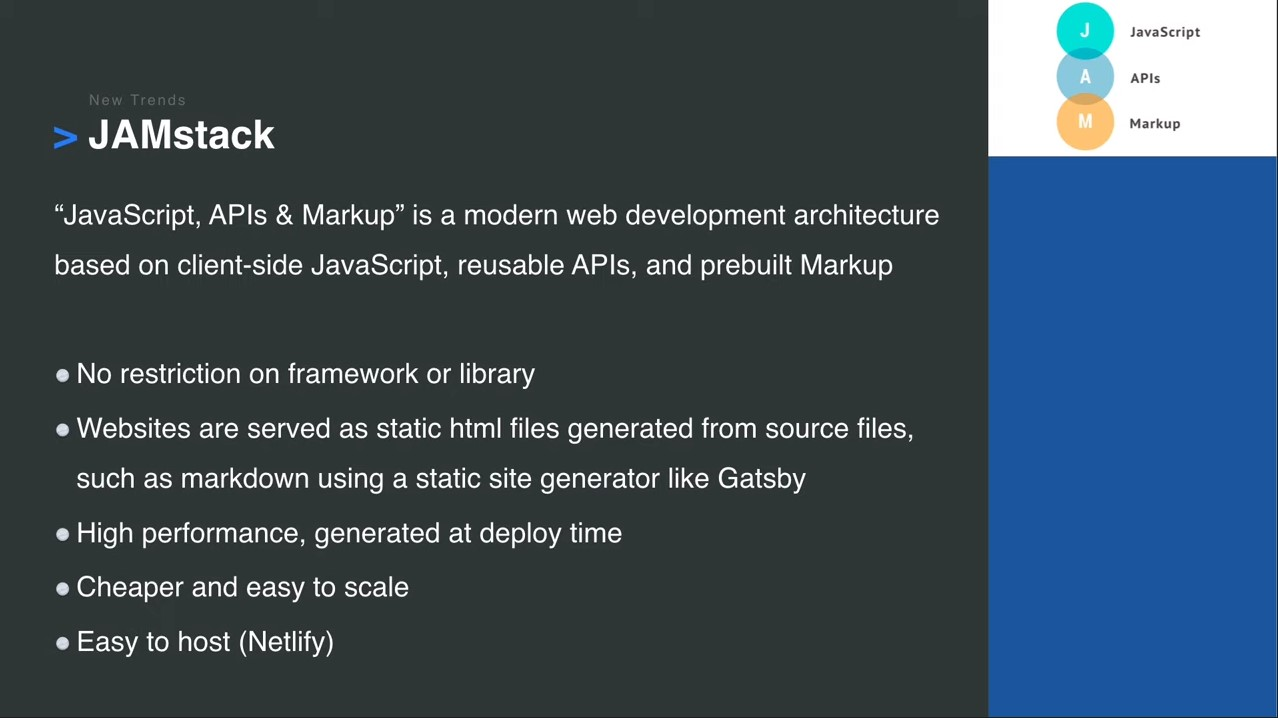 New Trends
> JAMstack
“JavaScript, APIs & Markup” is a modern web development architecture
based on client-side JavaScript, reusable APIs, and prebuilt Markup
No restriction on framework or library
Websites are served as static html files generated from source files,
such as markdown using a static site generator like Gatsby
High performance, generated at deploy time
Cheaper and easy to scale
Easy to host (Netlify)
J JavaScript
A APIs
M Markup